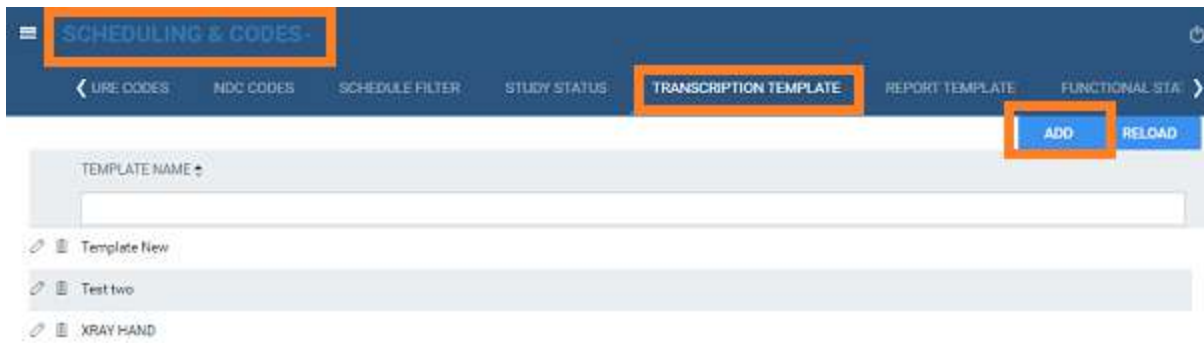 SCHEDULING & CODES-
URE CODES NDC CODES SCHEDULE FILTER STUDY STATUS TRANSCRIPTION TEMPLATE REPORT TEMPLATE FUNCTIONAL STA
ADD RELOAD
TEMPLATE NAME
Template New
Test two
XRAY HAND